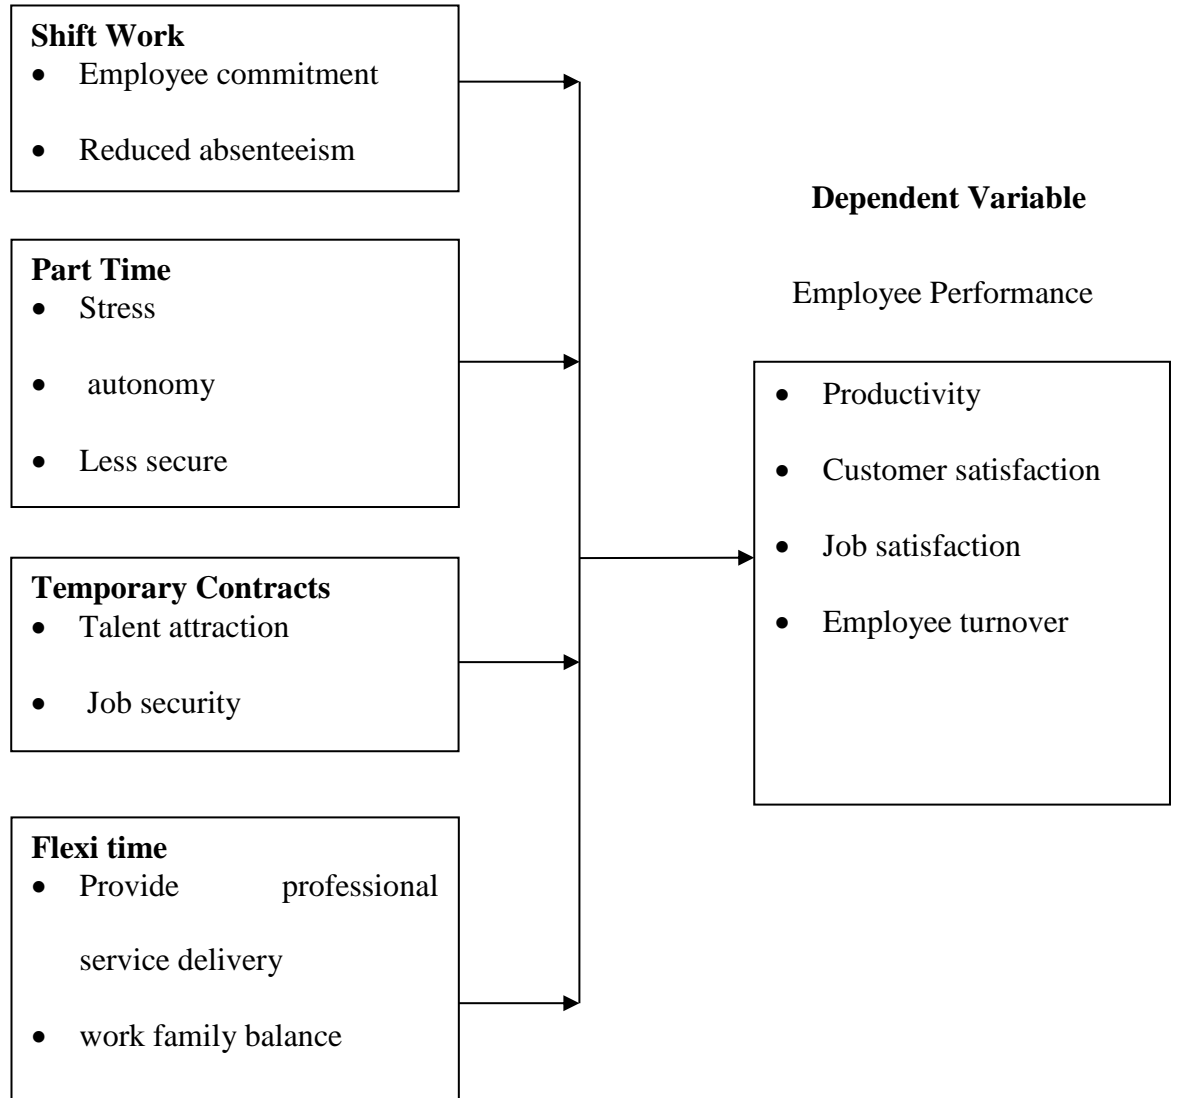 Shift Work
• Employee commitment
• Reduced absenteeism
Part Time
• Stress
• autonomy
• Less secure
Temporary Contracts
• Talent attraction
• Job security
Flexi time
• Provide professional
service delivery
• work family balance
Dependent Variable
Employee Performance
• Productivity
• Customer satisfaction
• Job satisfaction
• Employee turnover